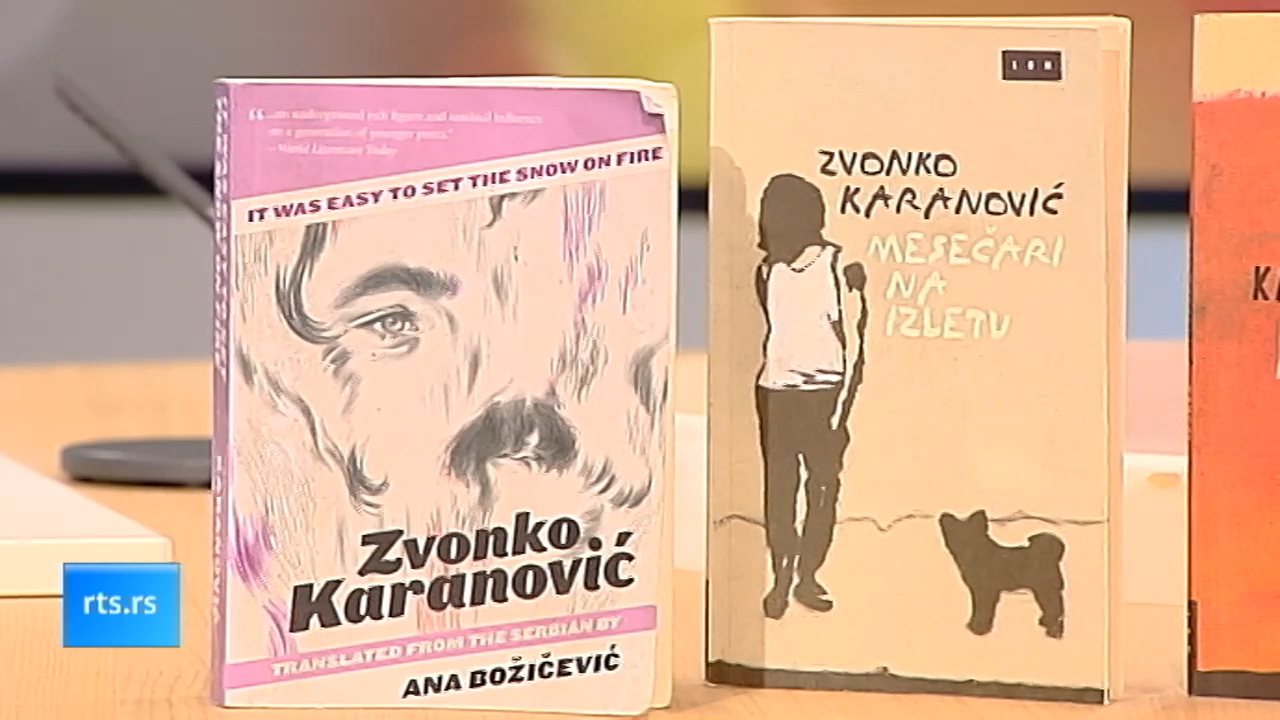 “...an underground cult figure and seminal influence
on a generation of younger poets.”
– World Literature Today
IT WAS EASY TO SET THE SNOW ON FIRE
Zvonko
Karanović
TRANSLATED FROM THE SERBIAN BY
ANA BOŽIČEVIĆ
ZVONKO
KARANOVIĆ
MESEČARI
NA
IZLETU
rts.rs